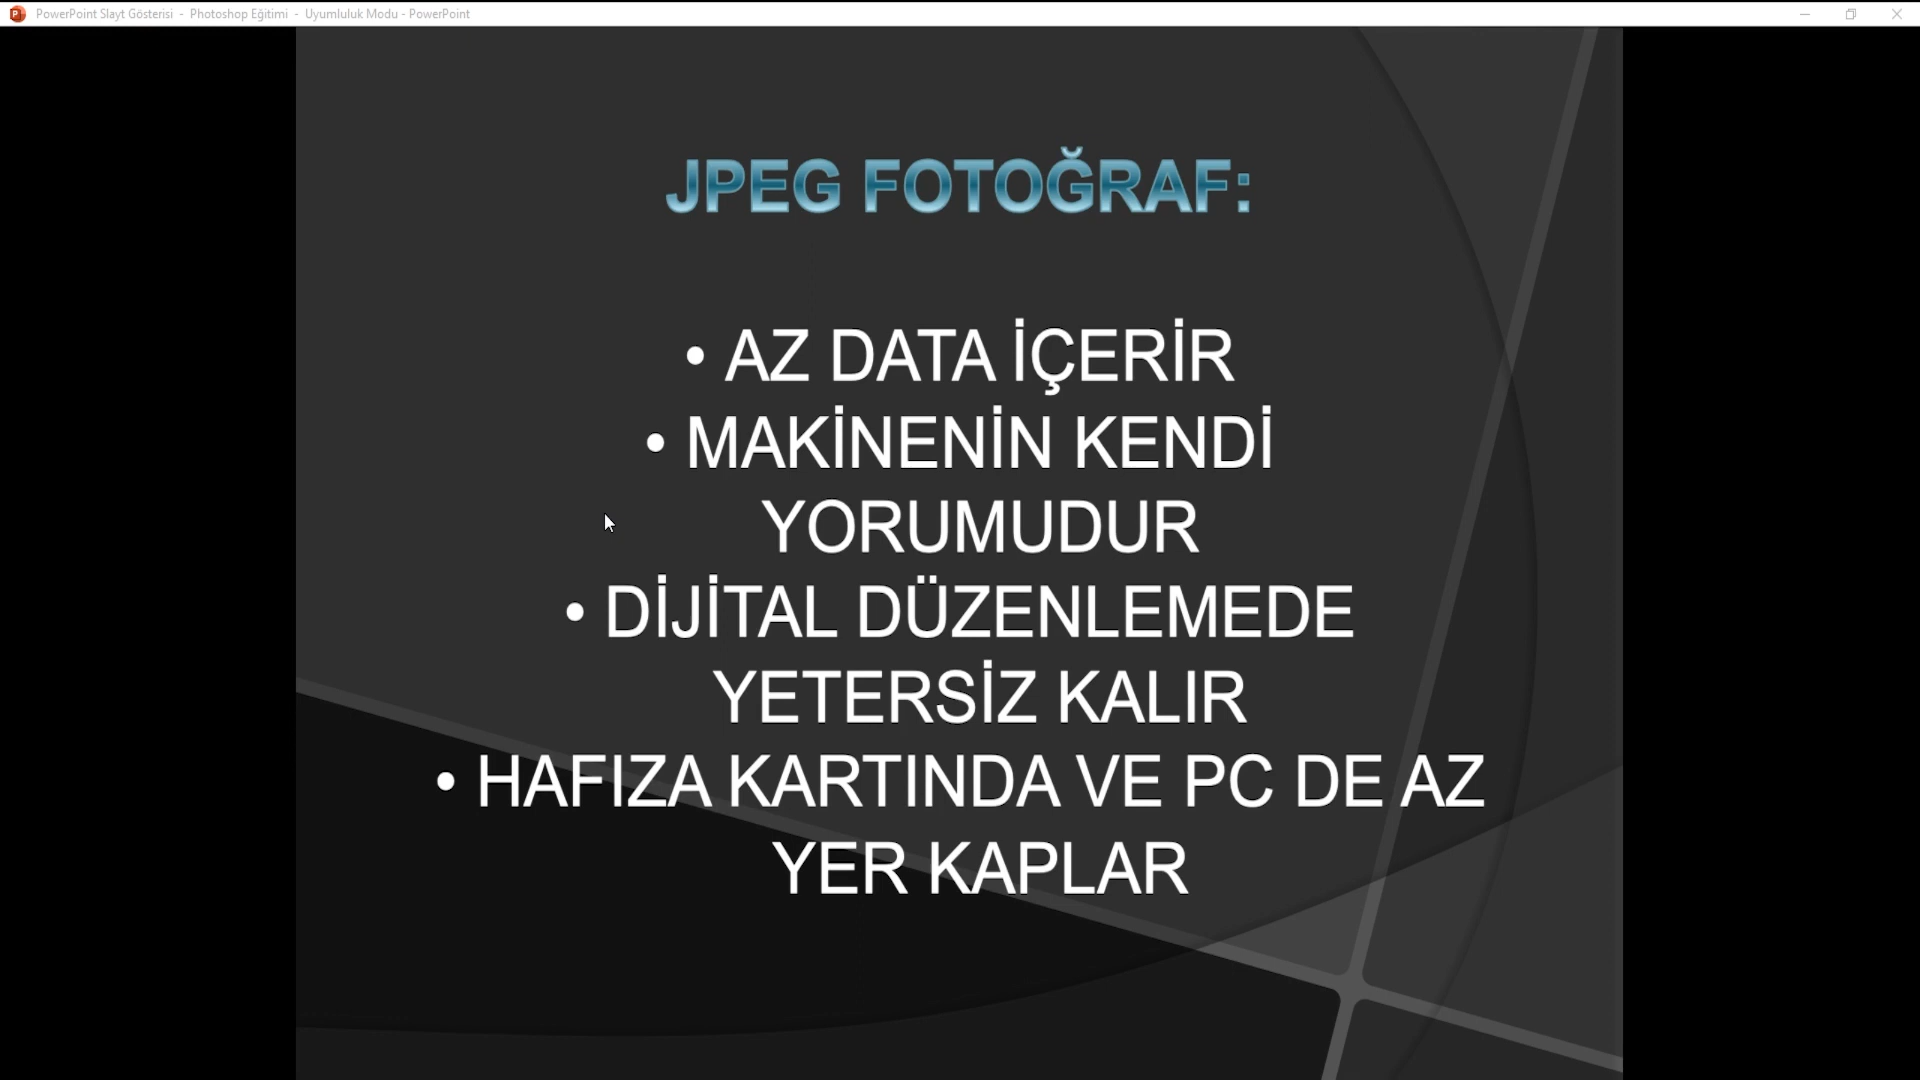 PowerPoint Slayt Gösterisi - Photoshop Eğitimi - Uyumluluk Modu - PowerPoint
JPEG FOTOĞRAF:
• AZ DATA İÇERİR
• MAKİNENİN KENDİ
YORUMUDUR
• DİJİTAL DÜZENLEMEDE
YETERSİZ KALIR
• HAFIZA KARTINDA VE PC DE AZ
YER KAPLAR